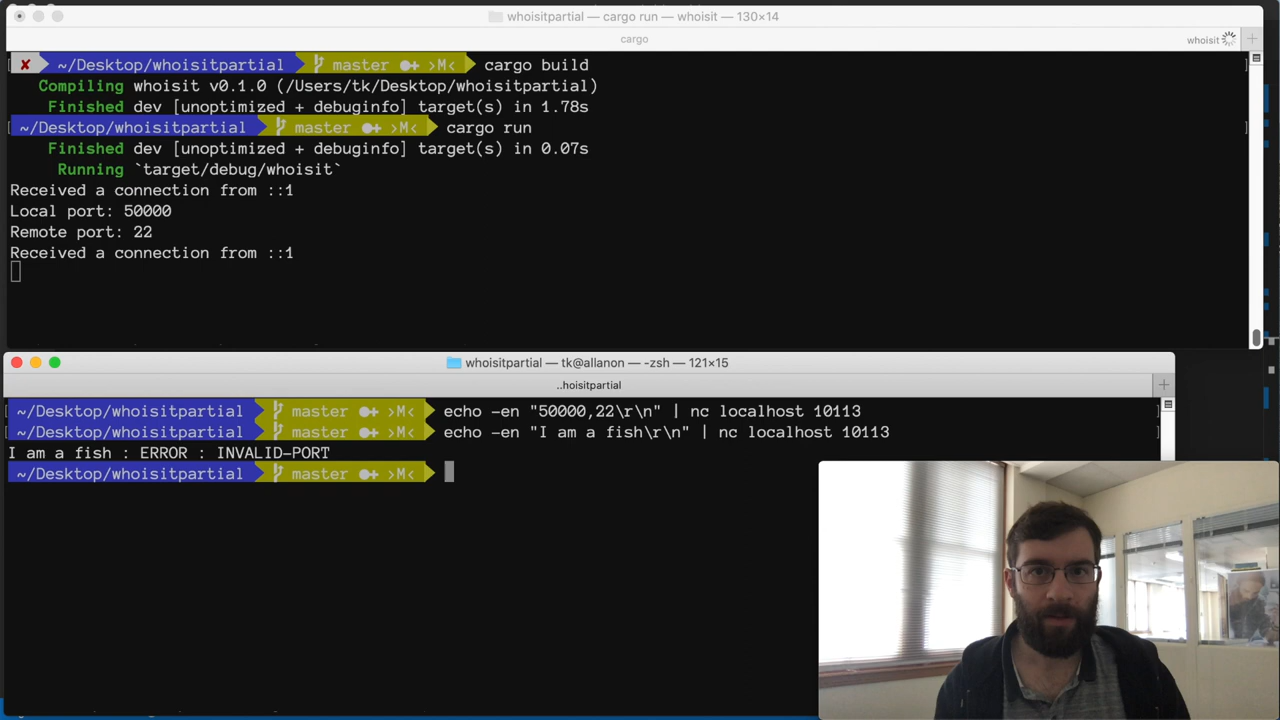 whoisitpartial — cargo run — whoisit — 130×14
cargo
whoisit
✘ ~/Desktop/whoisitpartial master ●+ >M< cargo build
Compiling whoisit v0.1.0 (/Users/tk/Desktop/whoisitpartial)
Finished dev [unoptimized + debuginfo] target(s) in 1.78s
~/Desktop/whoisitpartial master ●+ >M< cargo run
Finished dev [unoptimized + debuginfo] target(s) in 0.07s
Running `target/debug/whoisit`
Received a connection from ::1
Local port: 50000
Remote port: 22
Received a connection from ::1
whoisitpartial — tk@allanon — -zsh — 121×15
..hoisitpartial
~/Desktop/whoisitpartial master ●+ >M< echo -en "50000,22\r\n" | nc localhost 10113
~/Desktop/whoisitpartial master ●+ >M< echo -en "I am a fish\r\n" | nc localhost 10113
I am a fish : ERROR : INVALID-PORT
~/Desktop/whoisitpartial master ●+ >M<